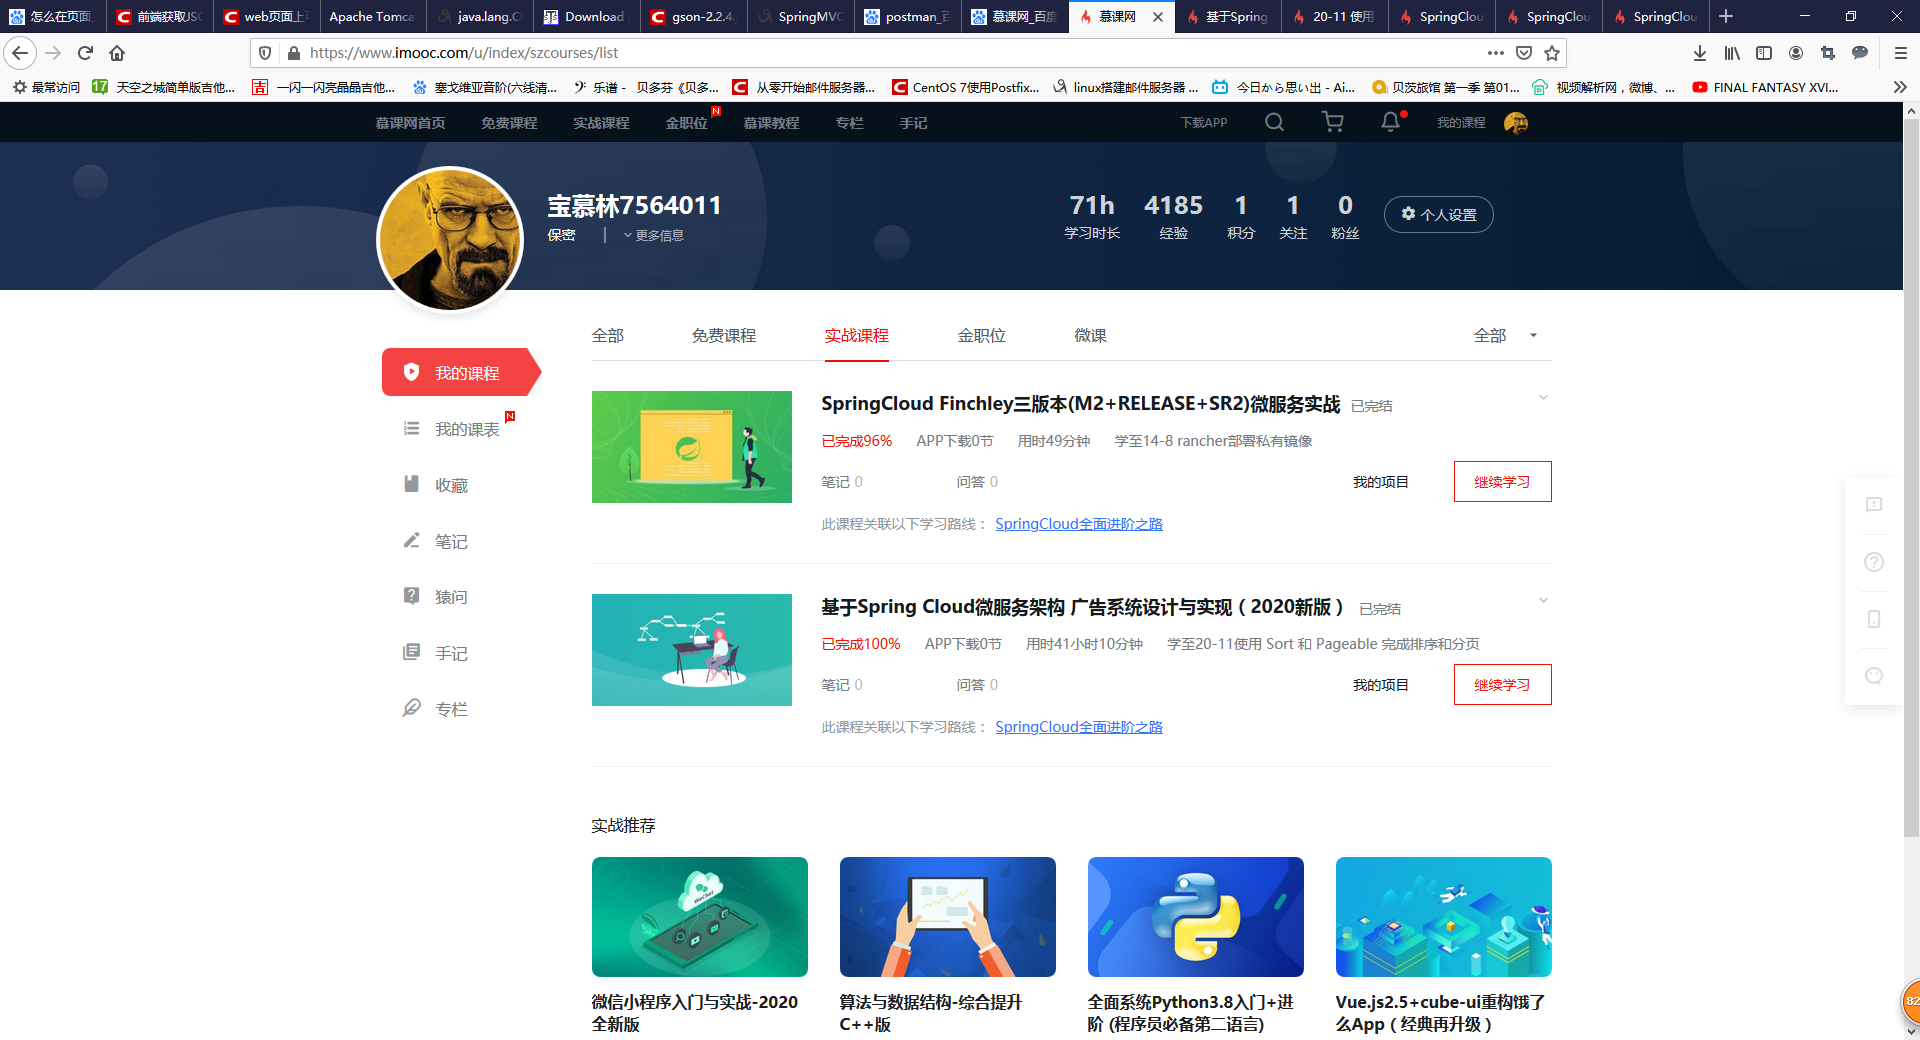 怎么在页面_
前端获取JSO
web页面上可
Apache Tomca
java.lang.Cl
Download
gson-2.2.4.
SpringMVC
postman_百
慕课网_百度
慕课网
基于Spring
20-11 使用
SpringClou
SpringClou
SpringClou
https://www.imooc.com/u/index/szcourses/list
最常访问
天空之城简单版吉他...
一闪一闪亮晶晶吉他...
塞戈维亚音阶(六线清...
乐谱 - 贝多芬《贝多...
从零开始邮件服务器...
CentOS 7使用Postfix...
linux搭建邮件服务器 ...
今日から思い出 - Ai...
贝茨旅馆 第一季 第01...
视频解析网，微博、...
FINAL FANTASY XVI...
慕课网首页
免费课程
实战课程
金职位
N
慕课教程
专栏
手记
下载APP
我的课程
宝慕林7564011
保密
更多信息
71h
学习时长
4185
经验
1
积分
1
关注
0
粉丝
个人设置
我的课程
我的课表
N
收藏
笔记
猿问
手记
专栏
全部
免费课程
实战课程
金职位
微课
全部
SpringCloud Finchley三版本(M2+RELEASE+SR2)微服务实战 已完结
已完成96% APP下载0节 用时49分钟 学至14-8 rancher部署私有镜像
笔记 0 问答 0 我的项目 继续学习
此课程关联以下学习路线： SpringCloud全面进阶之路
基于Spring Cloud微服务架构 广告系统设计与实现（2020新版） 已完结
已完成100% APP下载0节 用时41小时10分钟 学至20-11使用 Sort 和 Pageable 完成排序和分页
笔记 0 问答 0 我的项目 继续学习
此课程关联以下学习路线： SpringCloud全面进阶之路
实战推荐
WeChat
微信小程序入门与实战-2020
全新版
算法与数据结构-综合提升
C++版
全面系统Python3.8入门+进
阶 (程序员必备第二语言)
Vue.js2.5+cube-ui重构饿了
么App（经典再升级）
82